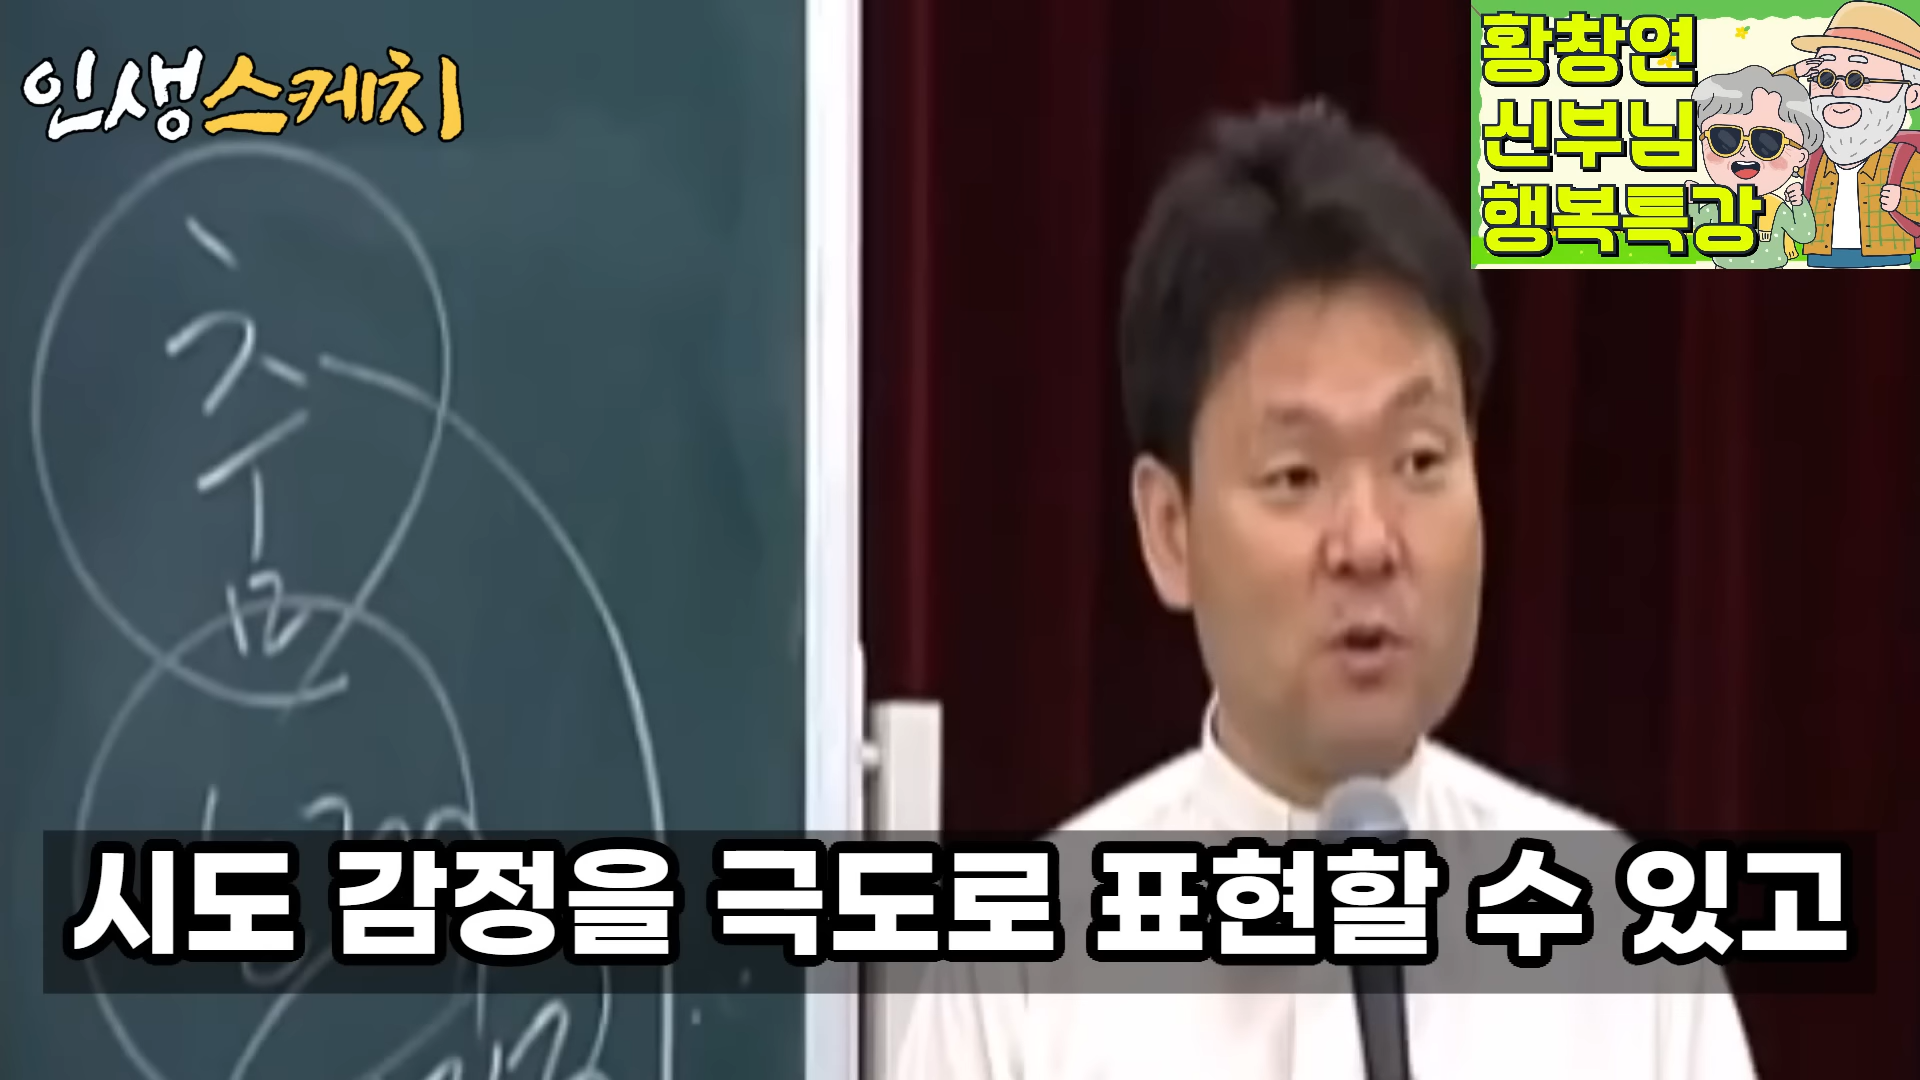 인생스케치
황창연
신부님
행복특강
춤
시도 감정을 극도로 표현할 수 있고